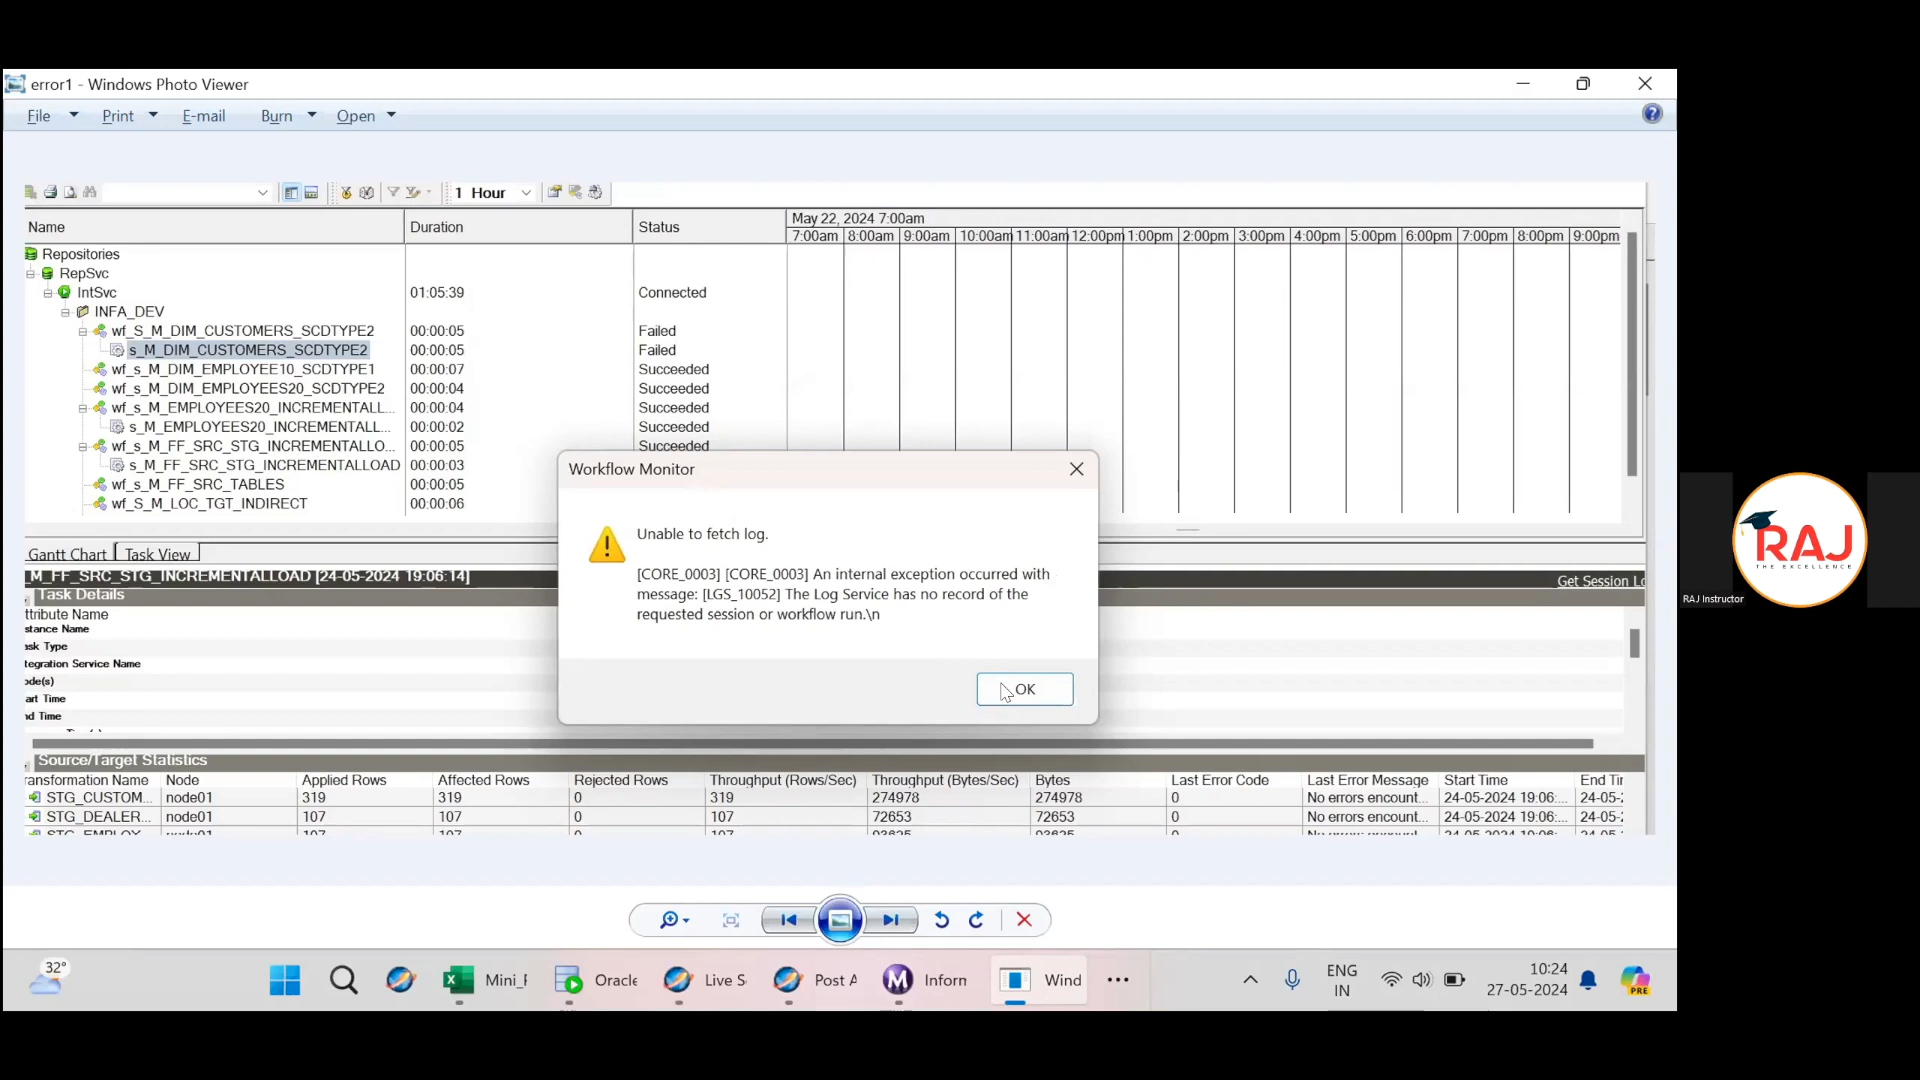 error1 - Windows Photo Viewer
File Print E-mail Burn Open
1 Hour
Name Duration Status May 22, 2024 7:00am
7:00am 8:00am 9:00am 10:00am 11:00am 12:00pm 1:00pm 2:00pm 3:00pm 4:00pm 5:00pm 6:00pm 7:00pm 8:00pm 9:00pm
Repositories
RepSvc
IntSvc 01:05:39 Connected
INFA_DEV
wf_S_M_DIM_CUSTOMERS_SCDTYPE2 00:00:05 Failed
s_M_DIM_CUSTOMERS_SCDTYPE2 00:00:05 Failed
wf_s_M_DIM_EMPLOYEE10_SCDTYPE1 00:00:07 Succeeded
wf_s_M_DIM_EMPLOYEES20_SCDTYPE2 00:00:04 Succeeded
wf_s_M_EMPLOYEES20_INCREMENTALL... 00:00:04 Succeeded
s_M_EMPLOYEES20_INCREMENTALL... 00:00:02 Succeeded
wf_s_M_FF_SRC_STG_INCREMENTALLO... 00:00:05 Succeeded
s_M_FF_SRC_STG_INCREMENTALLOAD 00:00:03
wf_s_M_FF_SRC_TABLES 00:00:05
wf_S_M_LOC_TGT_INDIRECT 00:00:06
Workflow Monitor
Unable to fetch log.
[CORE_0003] [CORE_0003] An internal exception occurred with
message: [LGS_10052] The Log Service has no record of the
requested session or workflow run.\n
OK
Gantt Chart Task View
_M_FF_SRC_STG_INCREMENTALLOAD [24-05-2024 19:06:14] Get Session Lo
Task Details
ttribute Name
stance Name
sk Type
tegration Service Name
ode(s)
art Time
nd Time
Source/Target Statistics
ransformation Name Node Applied Rows Affected Rows Rejected Rows Throughput (Rows/Sec) Throughput (Bytes/Sec) Bytes Last Error Code Last Error Message Start Time End Tir
STG_CUSTOM... node01 319 319 0 319 274978 274978 0 No errors encount... 24-05-2024 19:06:... 24-05-
STG_DEALER... node01 107 107 0 107 72653 72653 0 No errors encount... 24-05-2024 19:06:... 24-05-
RAJ
THE EXCELLENCE
RAJ Instructor
32°
Mini_F Oracle Live S Post A Inforn Wind
ENG
IN
10:24
27-05-2024
PRE